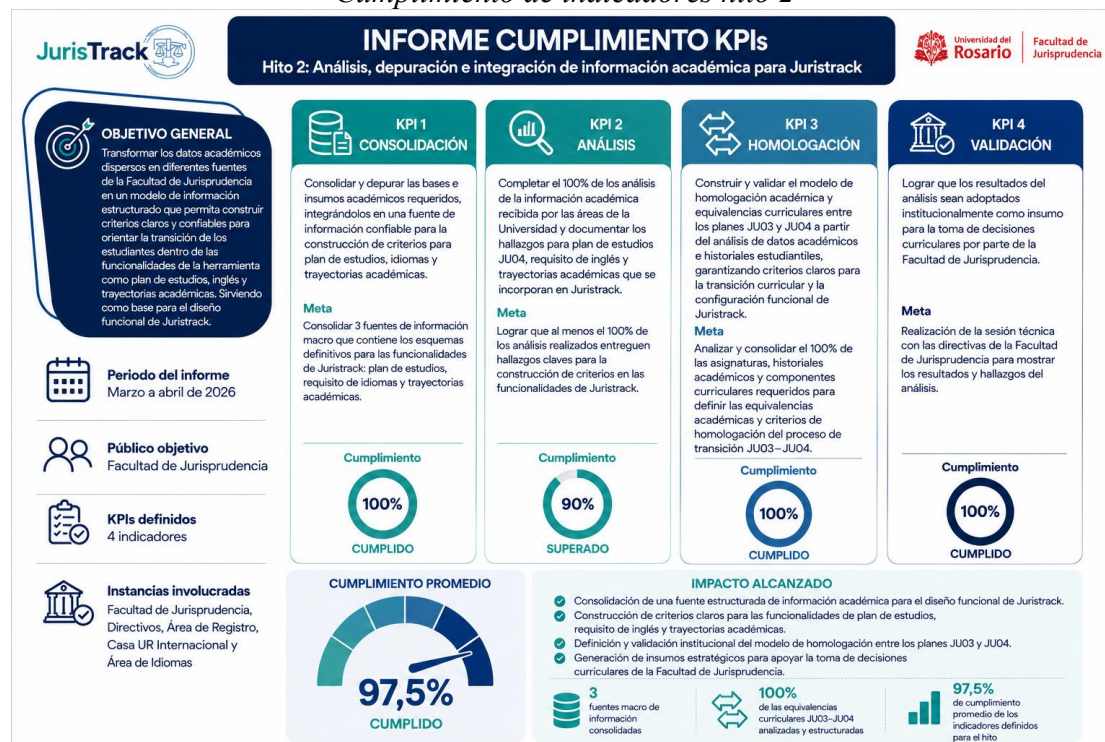 Cumplimiento de indicadores hito 2
JurisTrack
INFORME CUMPLIMIENTO KPIs
Hito 2: Análisis, depuración e integración de información académica para Juristrack
Universidad del
Rosario
Facultad de
Jurisprudencia
OBJETIVO GENERAL
Transformar los datos académicos
dispersos en diferentes fuentes
de la Facultad de Jurisprudencia
en un modelo de información
estructurado que permita construir
criterios claros y confiables para
orientar la transición de los
estudiantes dentro de las
funcionalidades de la herramienta
como plan de estudios, inglés y
trayectorias académicas. Sirviendo
como base para el diseño
funcional de Juristrack.
Periodo del informe
Marzo a abril de 2026
Público objetivo
Facultad de Jurisprudencia
KPIs definidos
4 indicadores
Instancias involucradas
Facultad de Jurisprudencia,
Directivos, Área de Registro,
Casa UR Internacional y
Área de Idiomas
KPI 1
CONSOLIDACIÓN
Consolidar y depurar las bases e
insumos académicos requeridos,
integrándolos en una fuente de
información confiable para la
construcción de criterios para
plan de estudios, idiomas y
trayectorias académicas.
Meta
Consolidar 3 fuentes de información
macro que contiene los esquemas
definitivos para las funcionalidades
de Juristrack: plan de estudios,
requisito de idiomas y trayectorias
académicas.
Cumplimiento
100%
CUMPLIDO
KPI 2
ANÁLISIS
Completar el 100% de los análisis
de la información académica
recibida por las áreas de la
Universidad y documentar los
hallazgos para plan de estudios
JU04, requisito de inglés y
trayectorias académicas que se
incorporan en Juristrack.
Meta
Lograr que al menos el 100% de
los análisis realizados entreguen
hallazgos claves para la
construcción de criterios en las
funcionalidades de Juristrack.
Cumplimiento
90%
SUPERADO
KPI 3
HOMOLOGACIÓN
Construir y validar el modelo de
homologación académica y
equivalencias curriculares entre
los planes JU03 y JU04 a partir
del análisis de datos académicos
e historiales estudiantiles,
garantizando criterios claros para
la transición curricular y la
configuración funcional de
Juristrack.
Meta
Analizar y consolidar el 100% de
las asignaturas, historiales
académicos y componentes
curriculares requeridos para
definir las equivalencias
académicas y criterios de
homologación del proceso de
transición JU03–JU04.
Cumplimiento
100%
CUMPLIDO
KPI 4
VALIDACIÓN
Lograr que los resultados del
análisis sean adoptados
institucionalmente como insumo
para la toma de decisiones
curriculares por parte de la
Facultad de Jurisprudencia.
Meta
Realización de la sesión técnica
con las directivas de la Facultad
de Jurisprudencia para mostrar
los resultados y hallazgos del
análisis.
Cumplimiento
100%
CUMPLIDO
CUMPLIMIENTO PROMEDIO
97,5%
CUMPLIDO
IMPACTO ALCANZADO
Consolidación de una fuente estructurada de información académica para el diseño funcional de Juristrack.
Construcción de criterios claros para las funcionalidades de plan de estudios,
requisito de inglés y trayectorias académicas.
Definición y validación institucional del modelo de homologación entre los planes JU03 y JU04.
Generación de insumos estratégicos para apoyar la toma de decisiones
curriculares de la Facultad de Jurisprudencia.
3
fuentes macro de
información
consolidadas
100%
de las equivalencias
curriculares JU03–JU04
analizadas y estructuradas
97,5%
de cumplimiento
promedio de los
indicadores definidos
para el hito